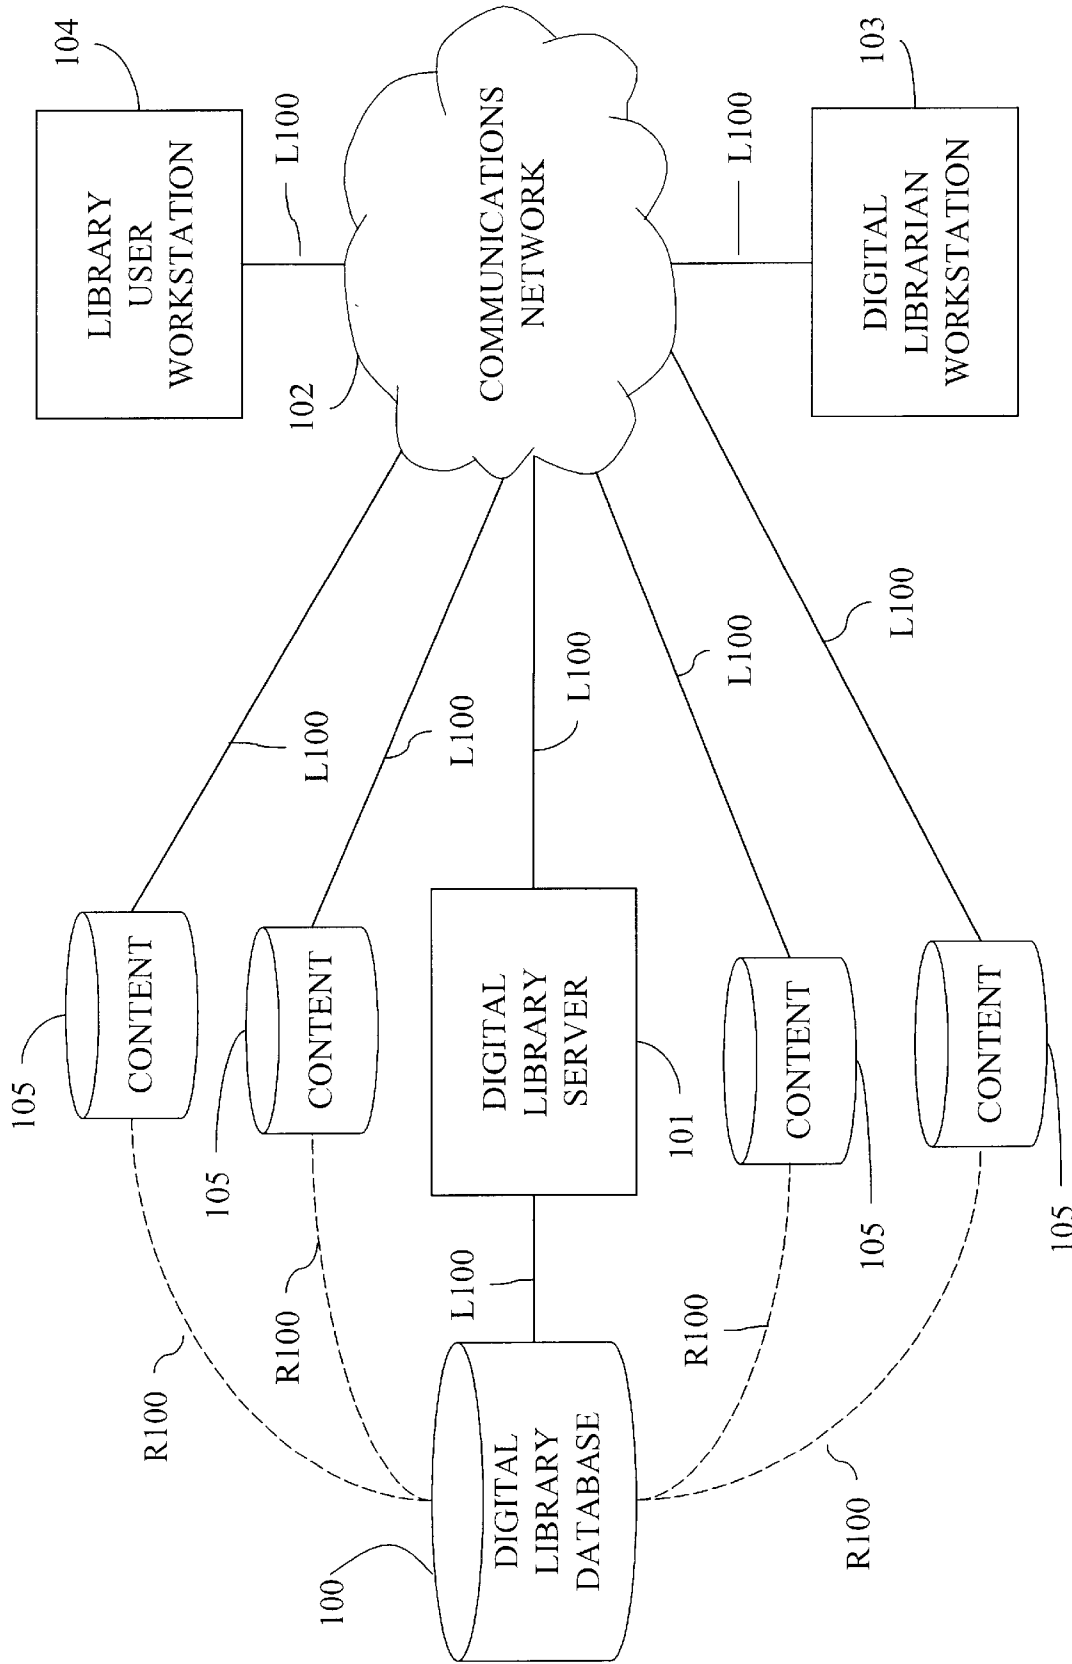 105
104
LIBRARY
USER
WORKSTATION
CONTENT
R100
105
R100
CONTENT
L100
L100
102
L100
100
DIGITAL
LIBRARY
DATABASE
L100
DIGITAL
LIBRARY
SERVER
L100
COMMUNICATIONS
NETWORK
101
R100
L100
L100
CONTENT
105
R100
L100
103
DIGITAL
LIBRARIAN
WORKSTATION
CONTENT
105